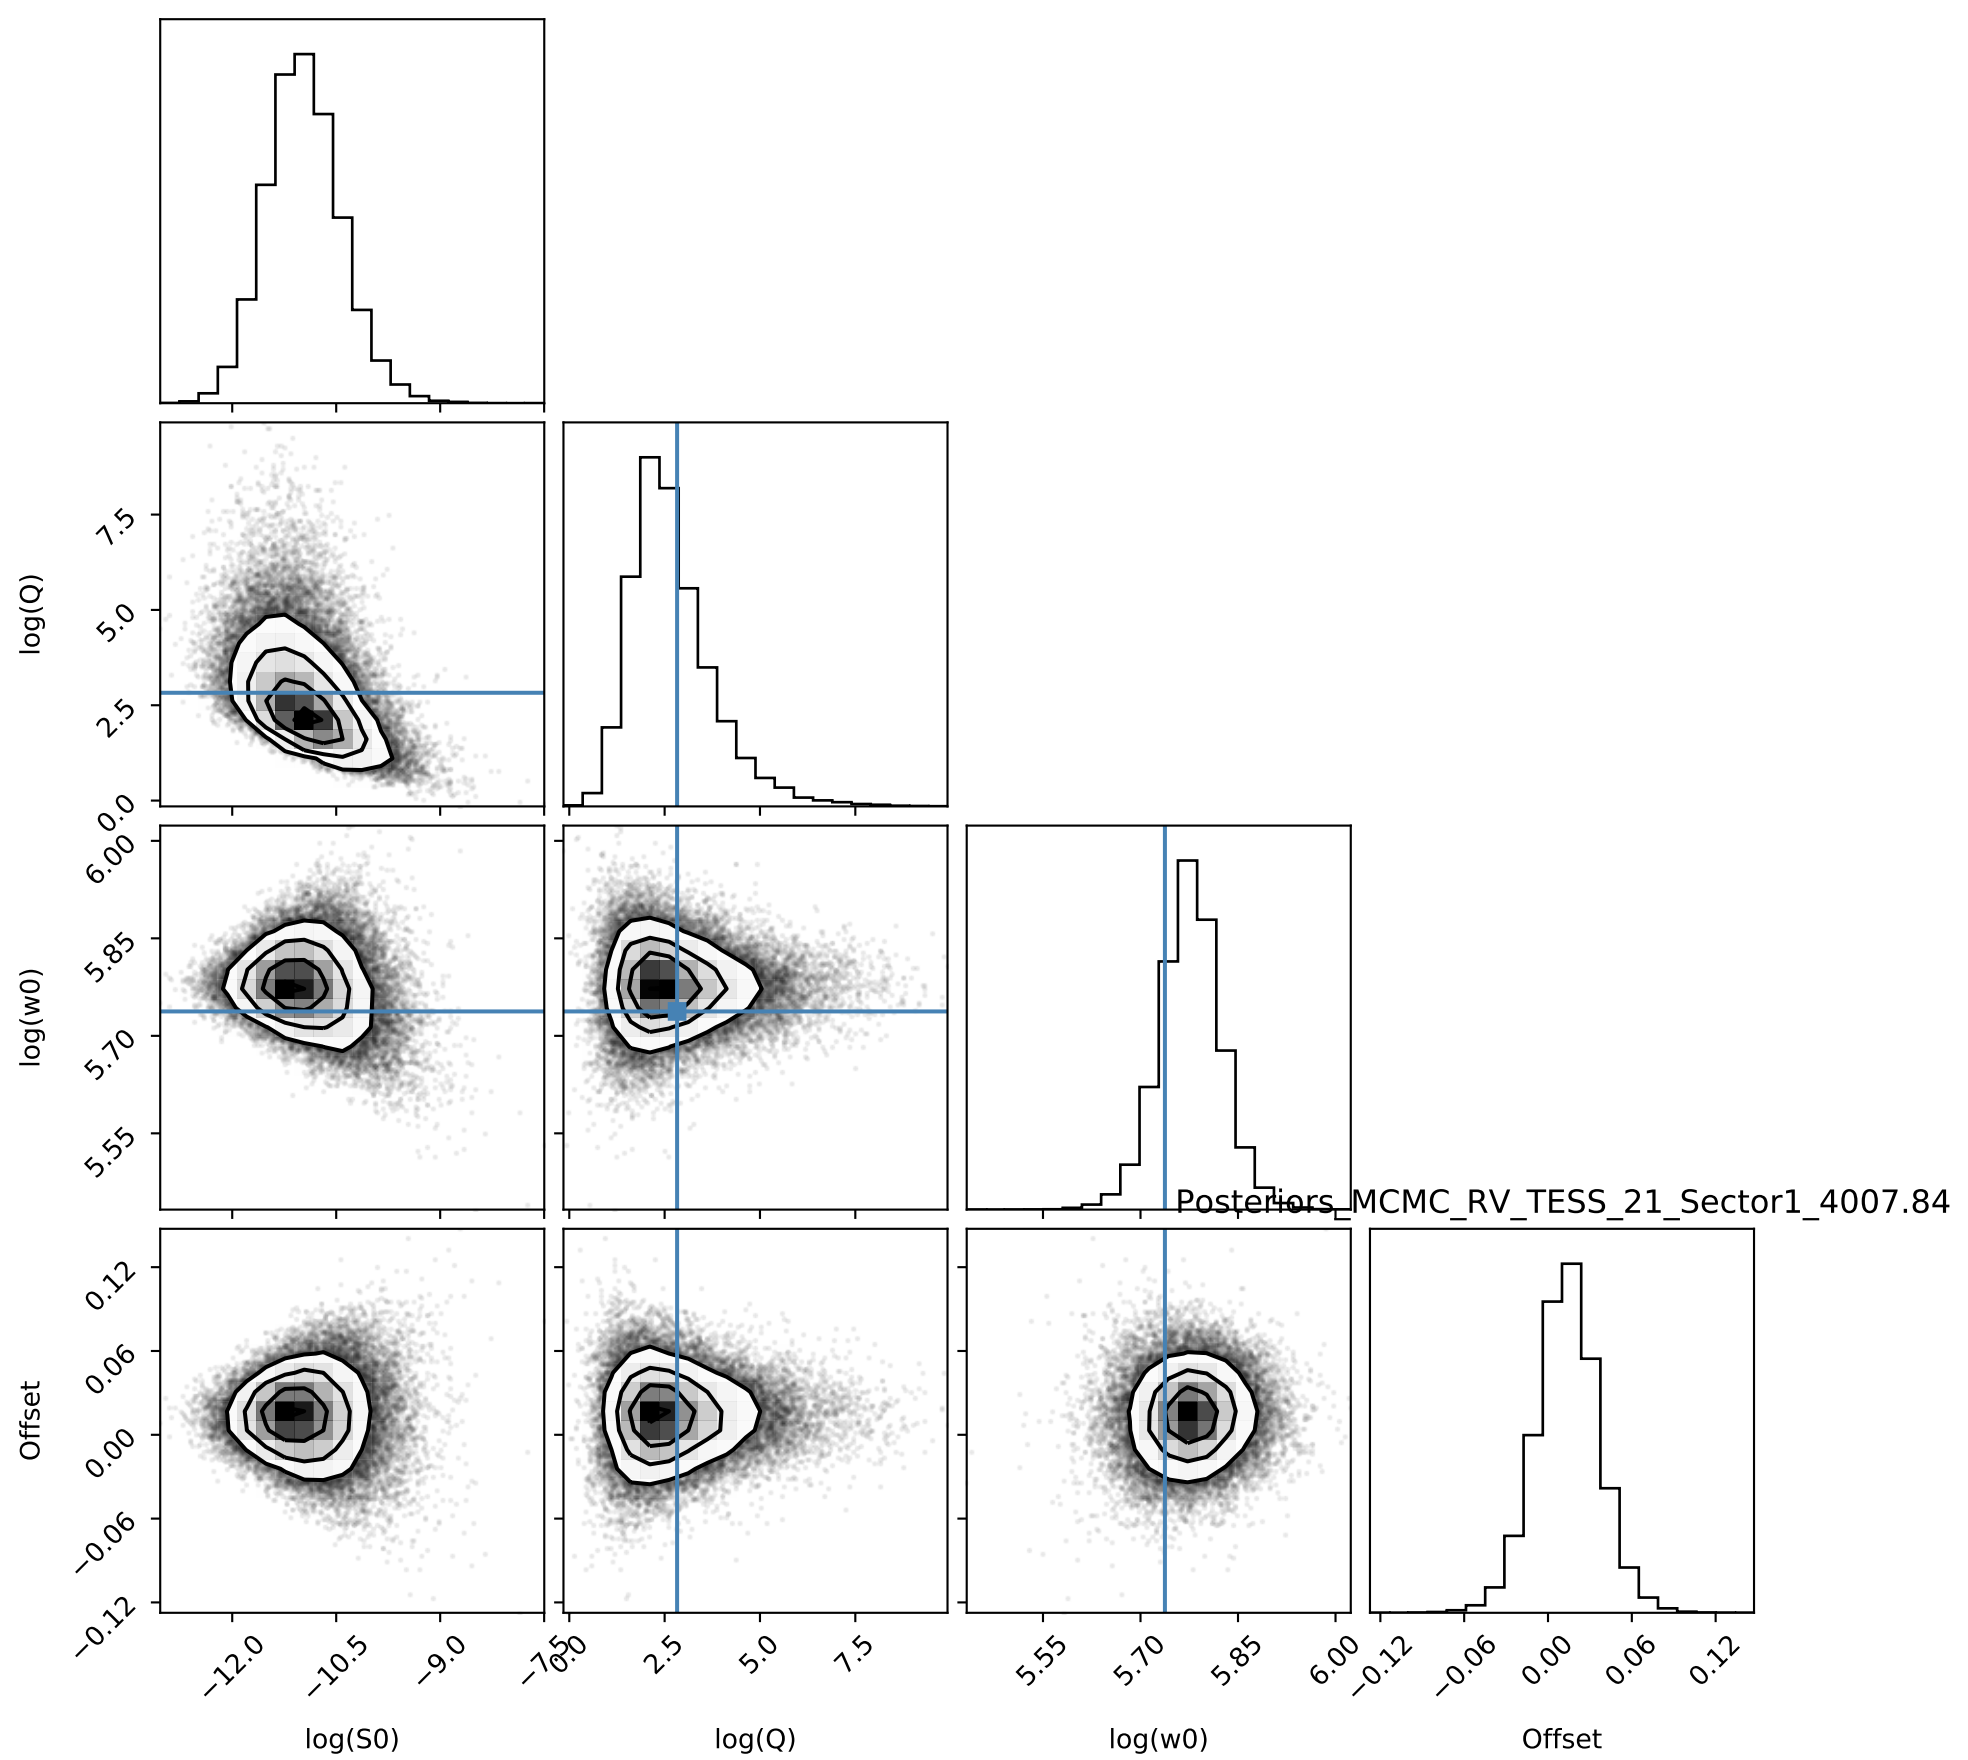 log(Q)
7.5
5.0
2.5
0.0
log(w0)
6.00
5.85
5.70
5.55
Posteriors_MCMC_RV_TESS_21_Sector1_4007.84
Offset
0.12
0.06
0.00
−0.06
−0.12
−12.0 −10.5 −9.0 −7.5 0.0 2.5 5.0 7.5 5.55 5.70 5.85 6.00 −0.12 −0.06 0.00 0.06 0.12
log(S0) log(Q) log(w0) Offset